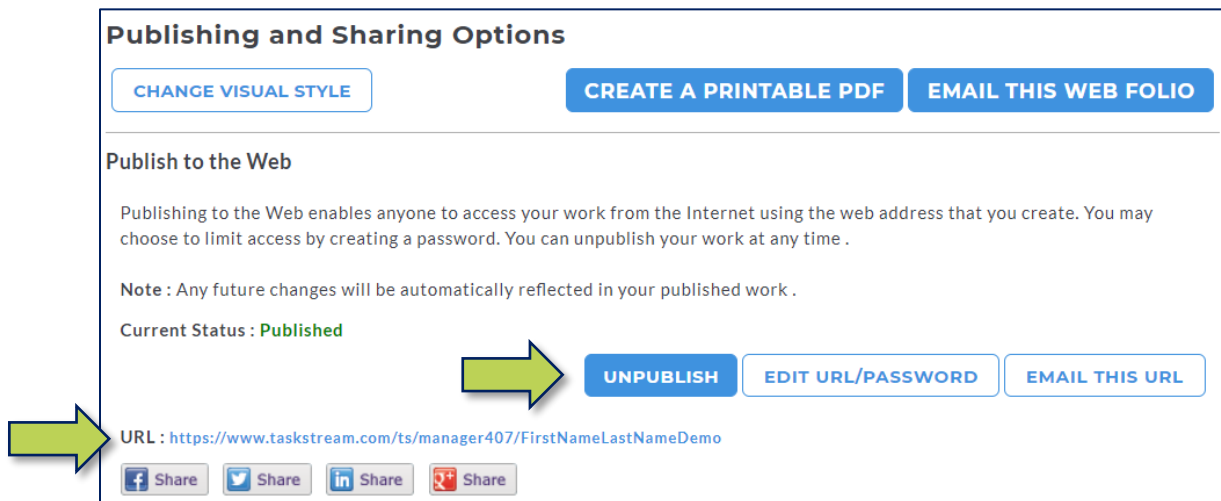 Publishing and Sharing Options
CHANGE VISUAL STYLE
CREATE A PRINTABLE PDF
EMAIL THIS WEB FOLIO
Publish to the Web
Publishing to the Web enables anyone to access your work from the Internet using the web address that you create. You may
choose to limit access by creating a password. You can unpublish your work at any time .
Note : Any future changes will be automatically reflected in your published work .
Current Status : Published
UNPUBLISH
EDIT URL/PASSWORD
EMAIL THIS URL
URL : https://www.taskstream.com/ts/manager407/FirstNameLastNameDemo
f Share
Share
in Share
g+ Share